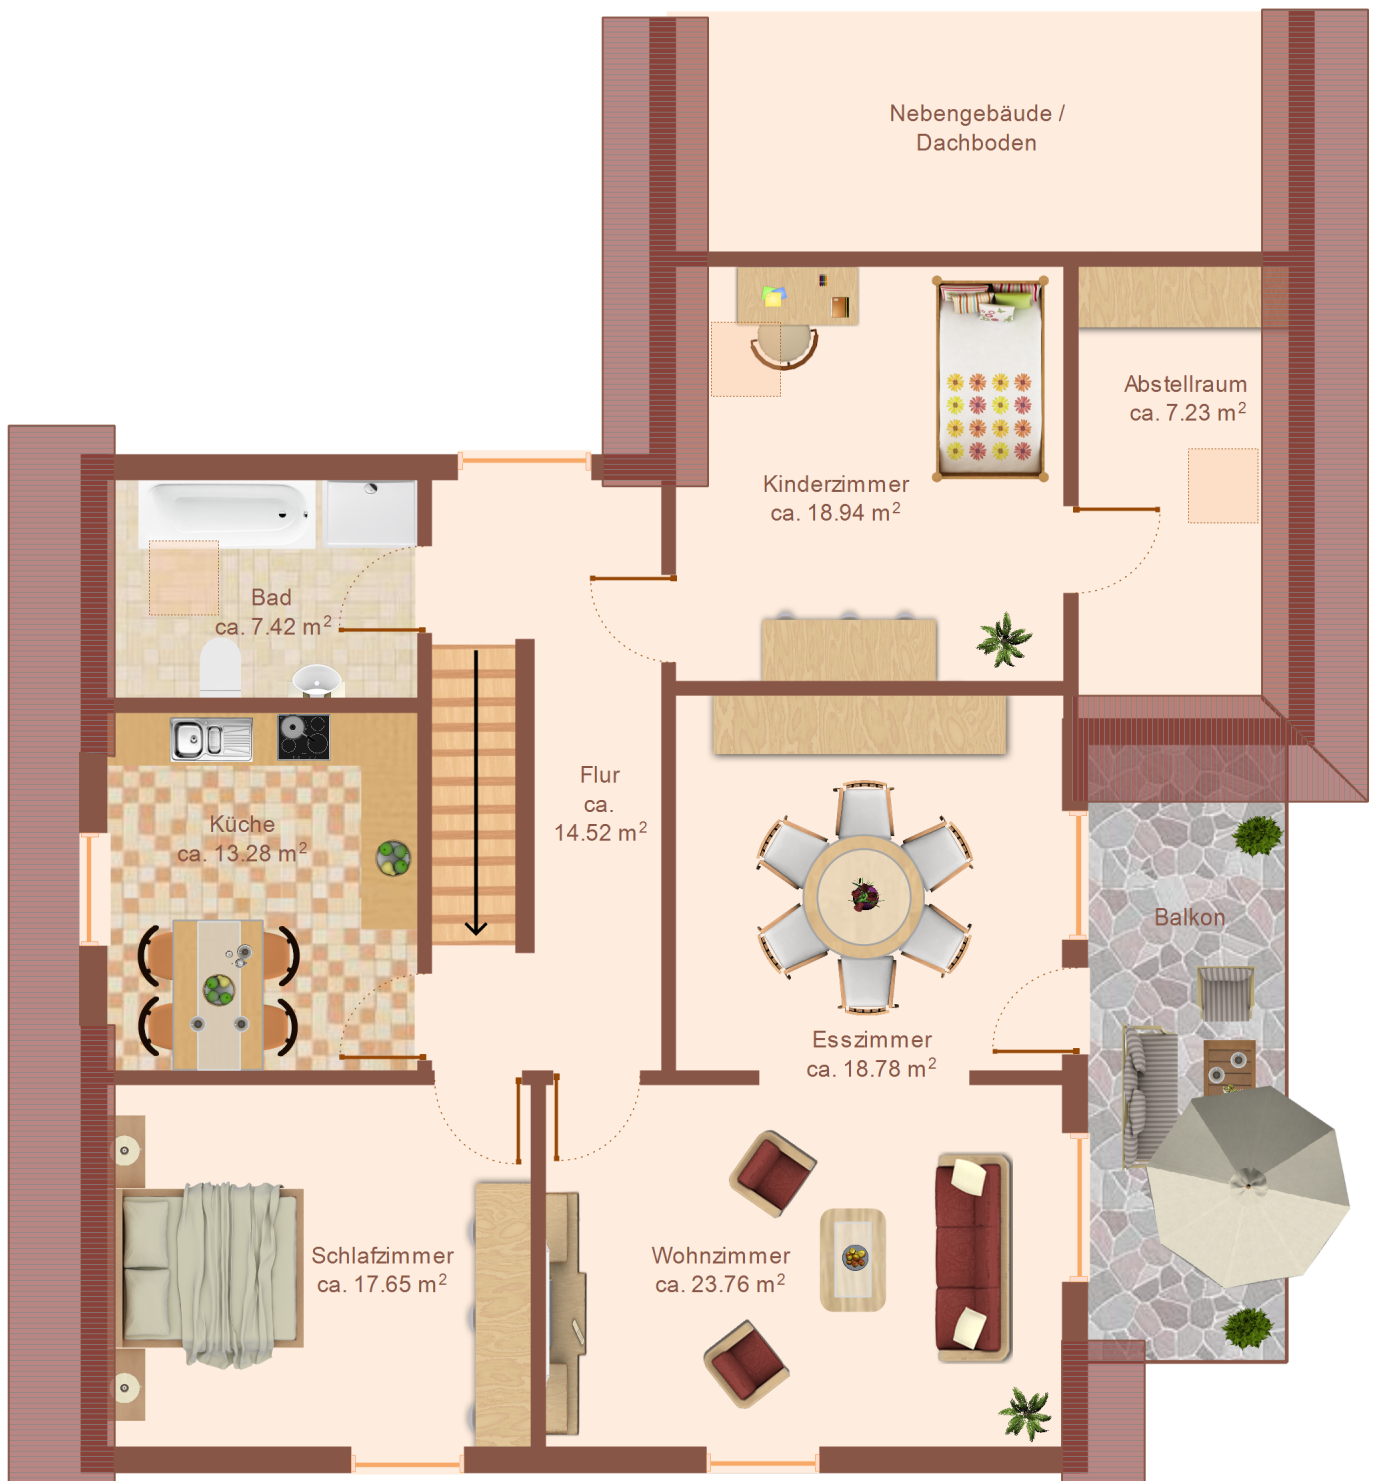 Nebengebäude /
Dachboden
Abstellraum
ca. 7.23 m²
Kinderzimmer
ca. 18.94 m²
Bad
ca. 7.42 m²
Flur
ca.
14.52 m²
Küche
ca. 13.28 m²
Balkon
Esszimmer
ca. 18.78 m²
Schlafzimmer
ca. 17.65 m²
Wohnzimmer
ca. 23.76 m²